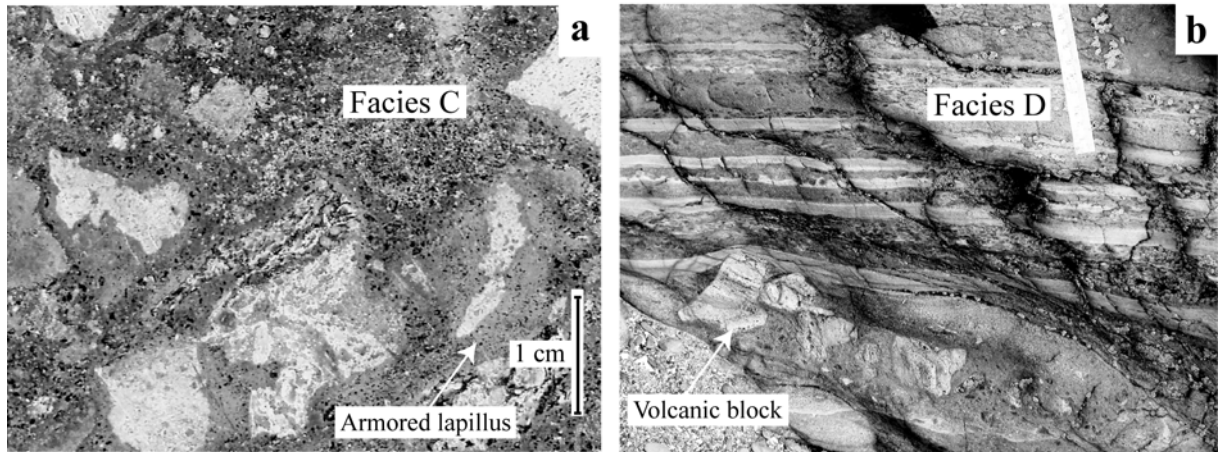 a
Facies C
1 cm
Armored lapillus
b
Facies D
Volcanic block